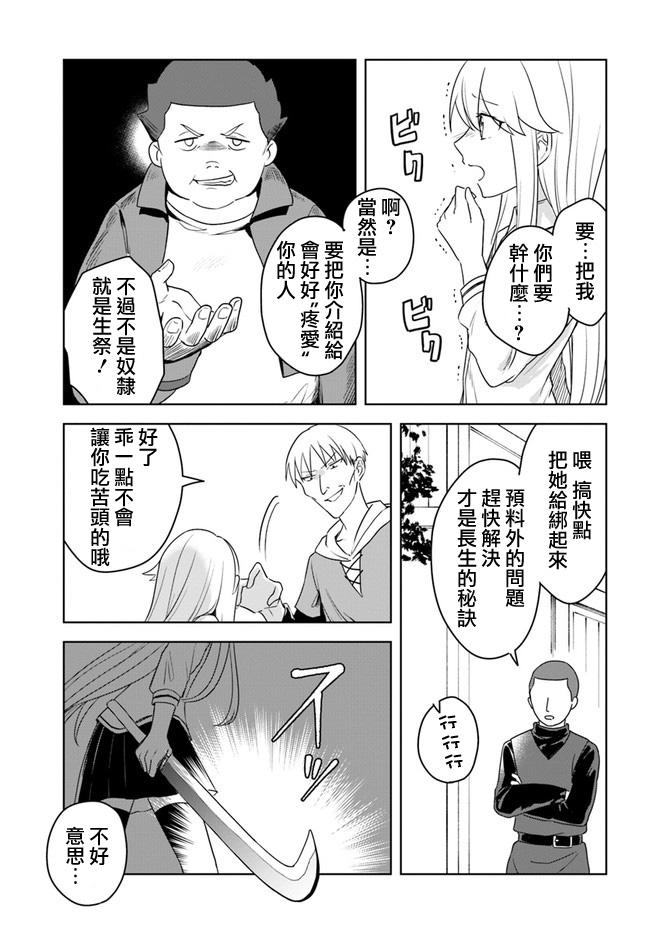 要…把我
你們要
幹什麼…?
ビク
ビク
啊?
當然是…
要把你介紹給
會好好〝疼愛〞
你的人
不過不是奴隸
就是生祭!
喂 搞快點
把她給綁起來
預料外的問題
趕快解決
才是長生的秘訣
行行行
好了
乖一點不會
讓你吃苦頭的哦
ズッ
不好
意思…